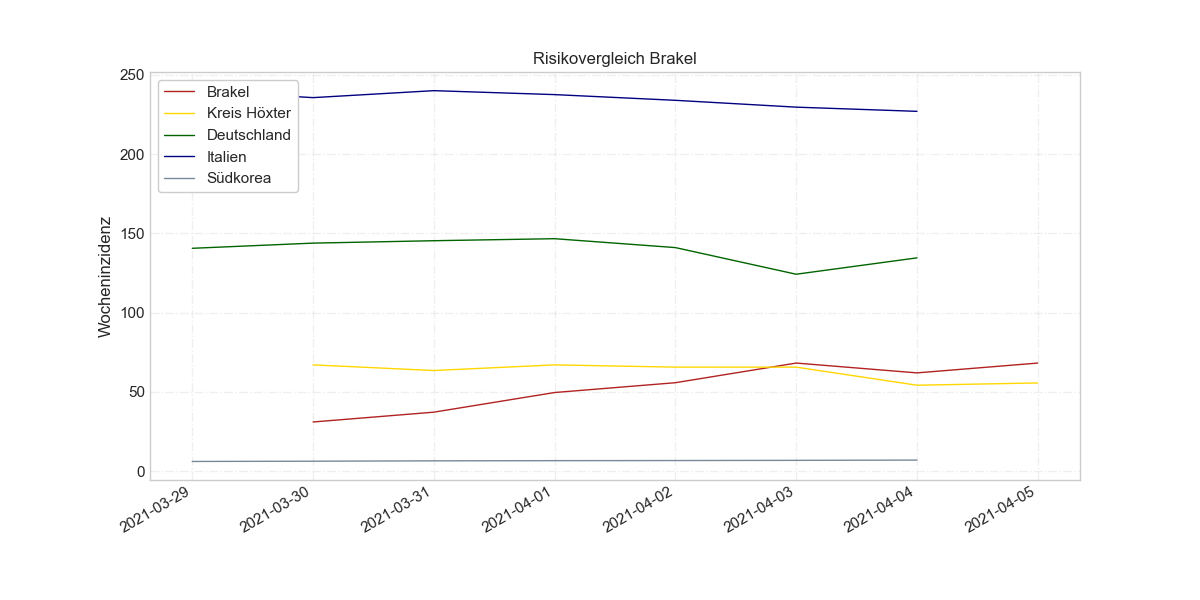 Risikovergleich Brakel
Wocheninzidenz
250
200
150
100
50
0
Brakel
Kreis Höxter
Deutschland
Italien
Südkorea
2021-03-29
2021-03-30
2021-03-31
2021-04-01
2021-04-02
2021-04-03
2021-04-04
2021-04-05